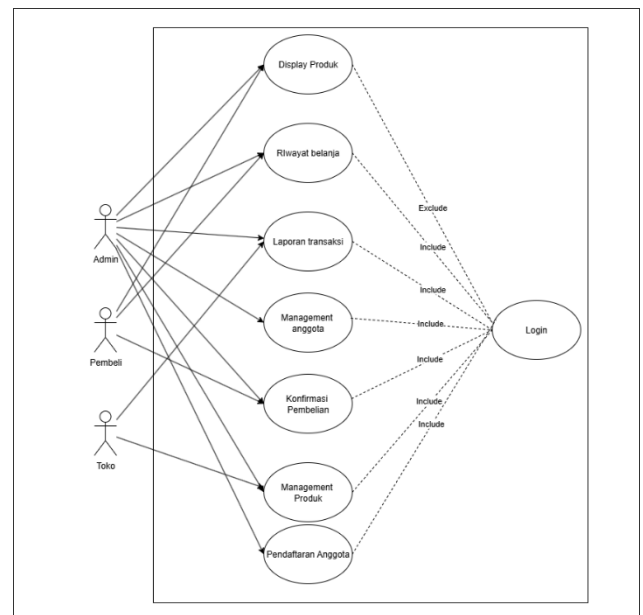 Display Produk
RIwayat belanja
Exclude
Admin
Laporan transaksi
Include
Include
Management
anggota
Include
Login
Pembeli
Include
Konfirmasi
Pembelian
Include
Include
Toko
Management
Produk
Pendaftaran Anggota